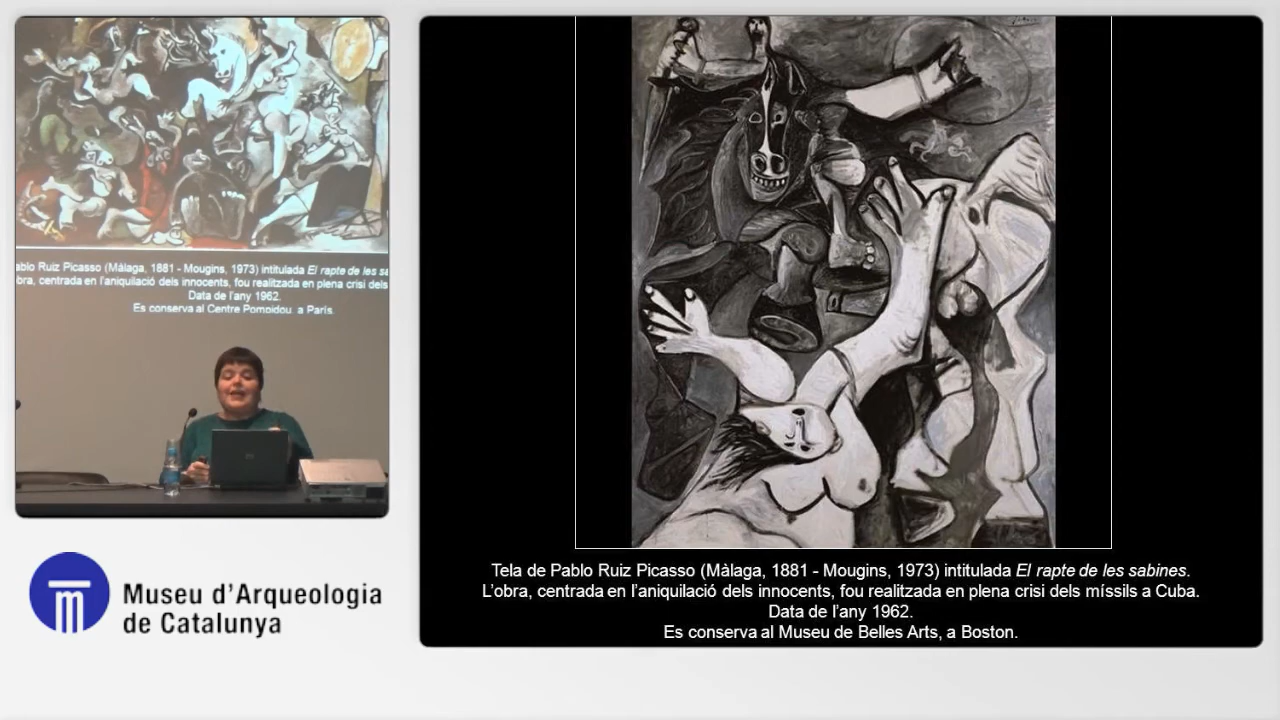 ablo Ruiz Picasso (Màlaga, 1881 - Mougins, 1973) intitulada El rapte de les sa
bra, centrada en l'aniquilació dels innocents, fou realitzada en plena crisi dels
Data de l'any 1962.
Es conserva al Centre Pompidou, a París.
Museu d'Arqueologia
de Catalunya
Tela de Pablo Ruiz Picasso (Màlaga, 1881 - Mougins, 1973) intitulada El rapte de les sabines.
L'obra, centrada en l'aniquilació dels innocents, fou realitzada en plena crisi dels míssils a Cuba.
Data de l'any 1962.
Es conserva al Museu de Belles Arts, a Boston.